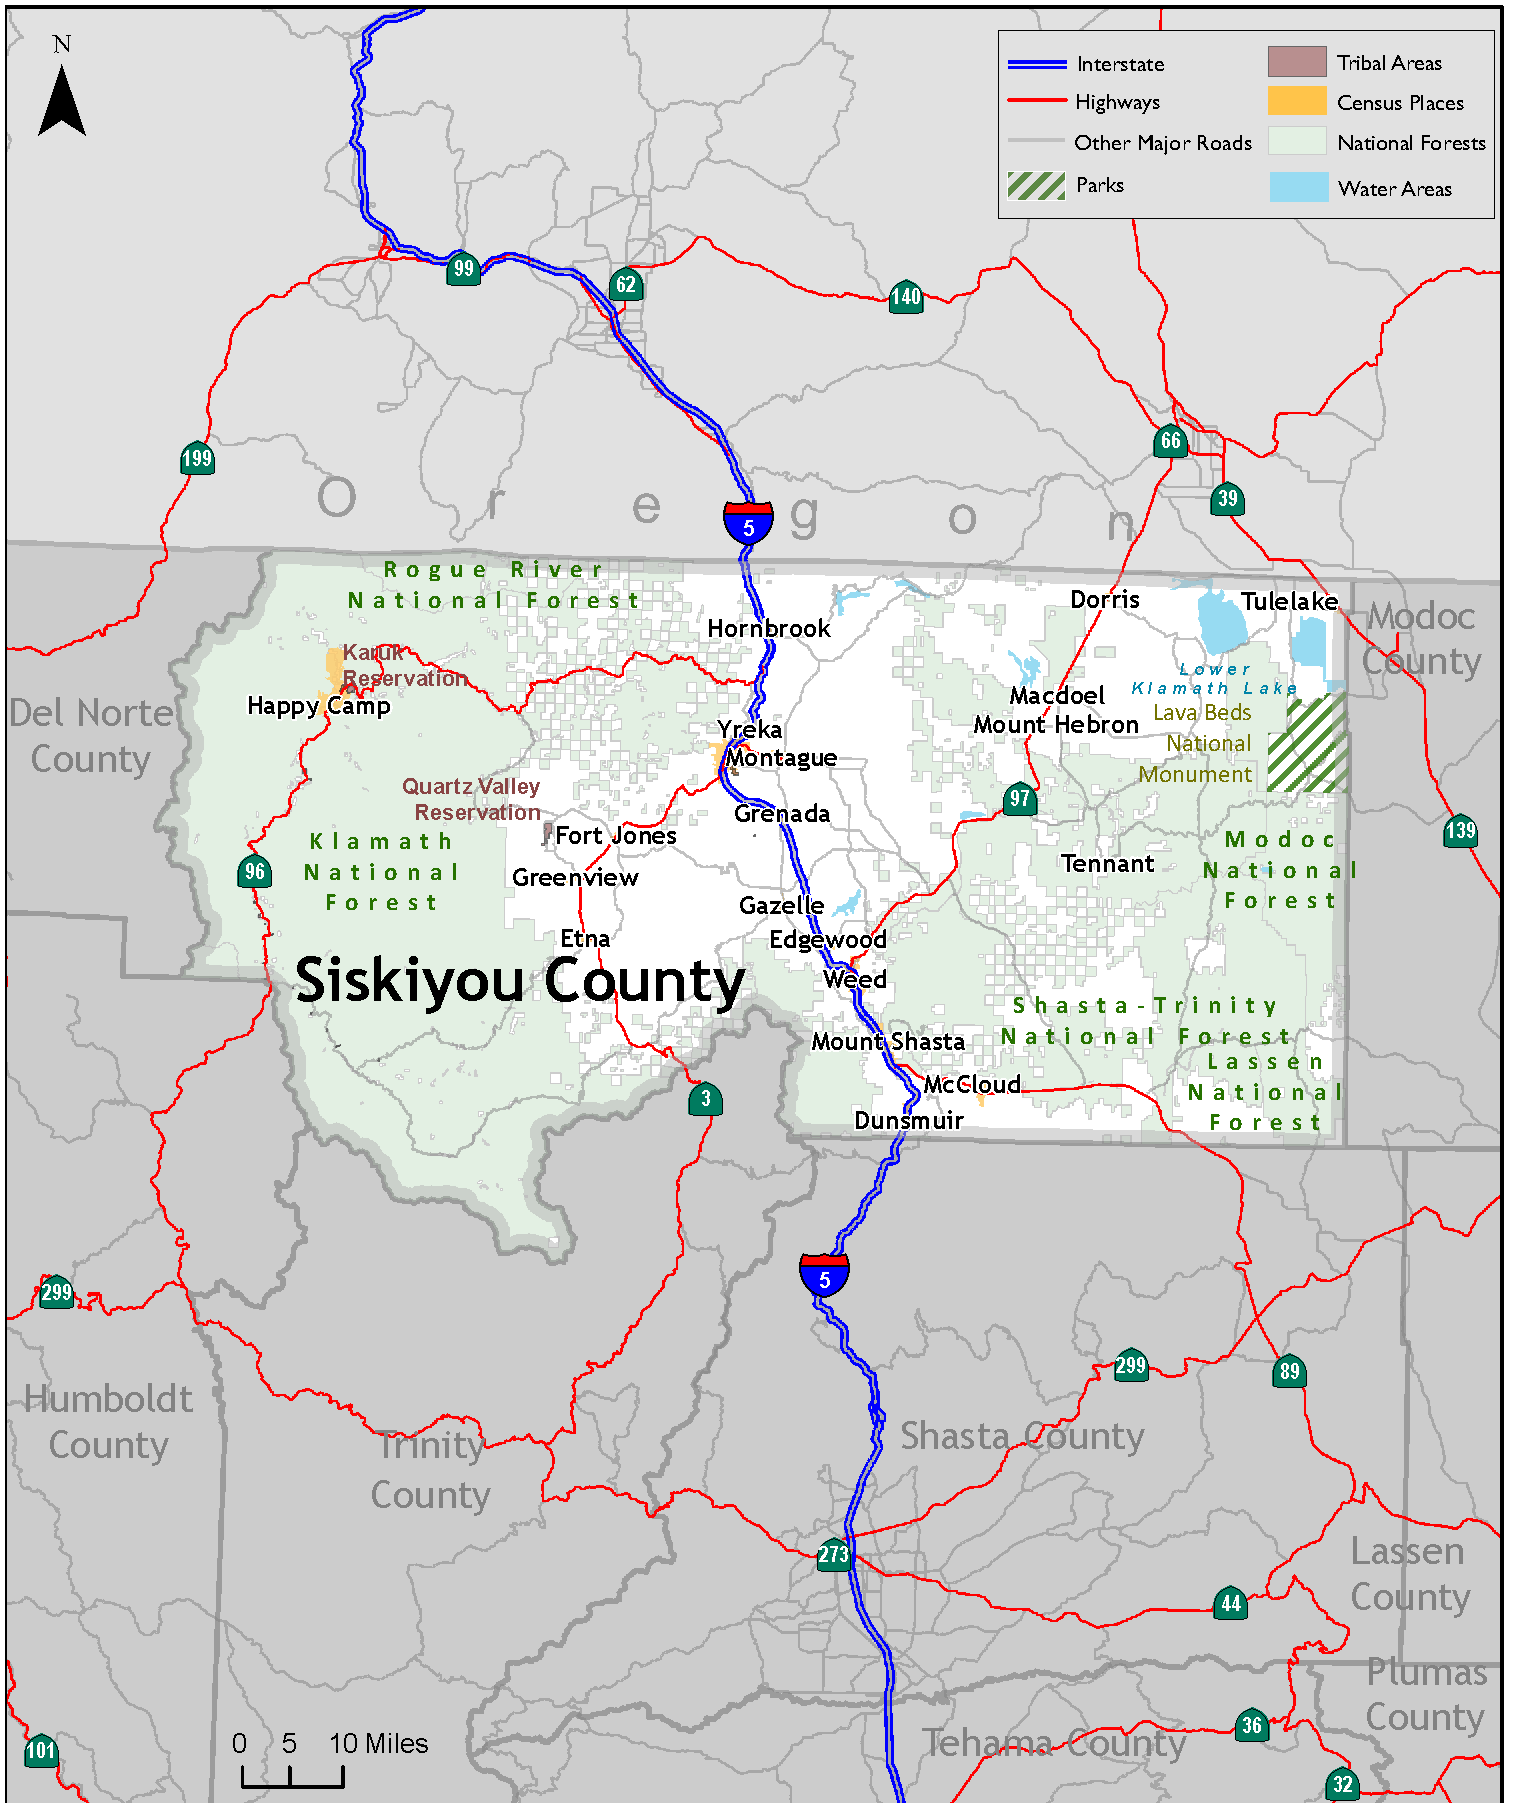 N
Interstate
Highways
Other Major Roads
Parks
Tribal Areas
Census Places
National Forests
Water Areas
99
62
140
199
66
39
Oregon
5
Rogue River
National Forest
Hornbrook
Dorris
Tulelake
Modoc
County
Karuk
Reservation
Happy Camp
Del Norte
County
Lower
Klamath Lake
Macdoel
Mount Hebron
Lava Beds
National
Monument
Yreka
Montague
Quartz Valley
Reservation
Grenada
97
139
Fort Jones
Klamath
National
Forest
96
Greenview
Tennant
Modoc
National
Forest
Gazelle
Etna
Edgewood
Weed
Siskiyou County
Shasta-Trinity
National Forest
Mount Shasta
Lassen
National
Forest
McCloud
3
Dunsmuir
5
299
299
89
Humboldt
County
Trinity
County
Shasta County
273
Lassen
County
44
Plumas
County
36
Tehama County
101
32
0 5 10 Miles